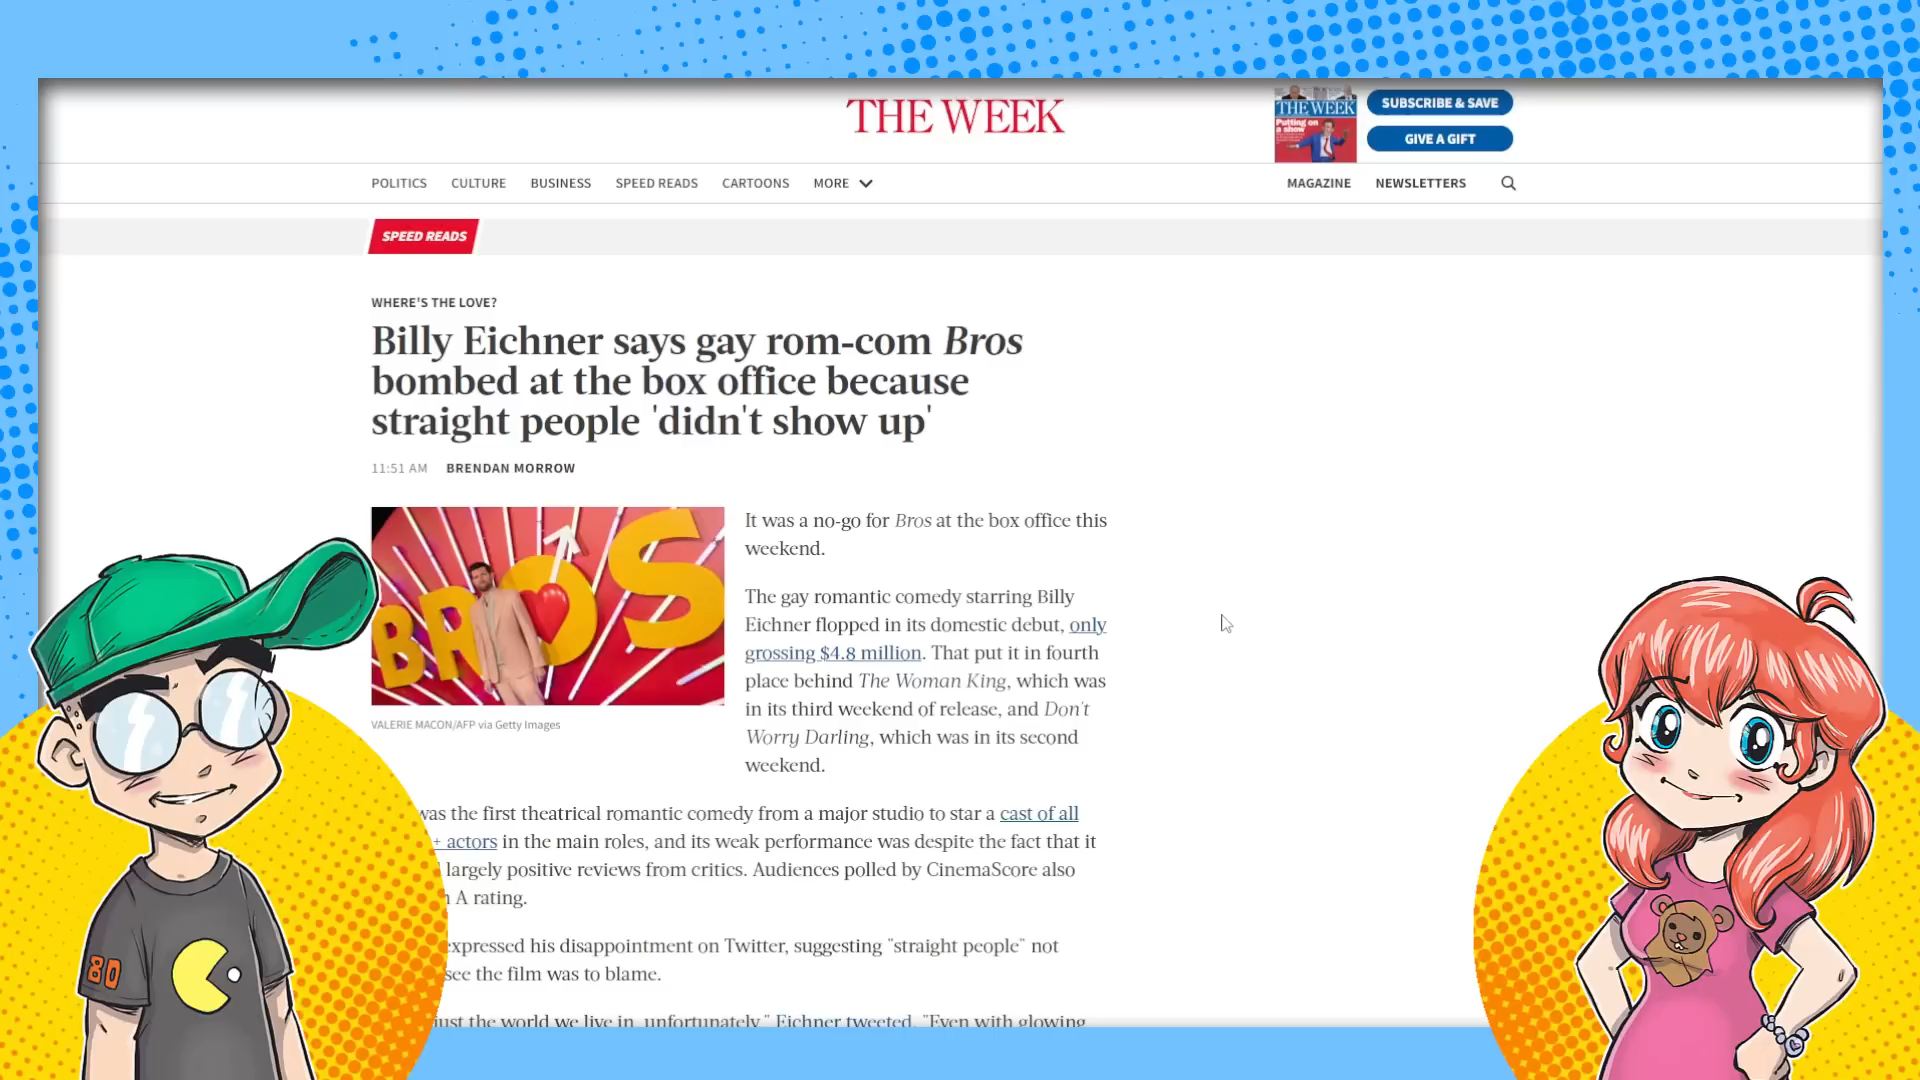 THE WEEK
THE WEEK
Putting on
a show
SUBSCRIBE & SAVE
GIVE A GIFT
POLITICS CULTURE BUSINESS SPEED READS CARTOONS MORE
MAGAZINE NEWSLETTERS
SPEED READS
WHERE'S THE LOVE?
Billy Eichner says gay rom-com Bros
bombed at the box office because
straight people 'didn't show up'
11:51 AM BRENDAN MORROW
BROS
VALERIE MACON/AFP via Getty Images
It was a no-go for Bros at the box office this
weekend.
The gay romantic comedy starring Billy
Eichner flopped in its domestic debut, only
grossing $4.8 million. That put it in fourth
place behind The Woman King, which was
in its third weekend of release, and Don't
Worry Darling, which was in its second
weekend.
was the first theatrical romantic comedy from a major studio to star a cast of all
+ actors in the main roles, and its weak performance was despite the fact that it
largely positive reviews from critics. Audiences polled by CinemaScore also
A rating.
expressed his disappointment on Twitter, suggesting "straight people" not
see the film was to blame.
just the world we live in, unfortunately," Eichner tweeted. "Even with glowing
80